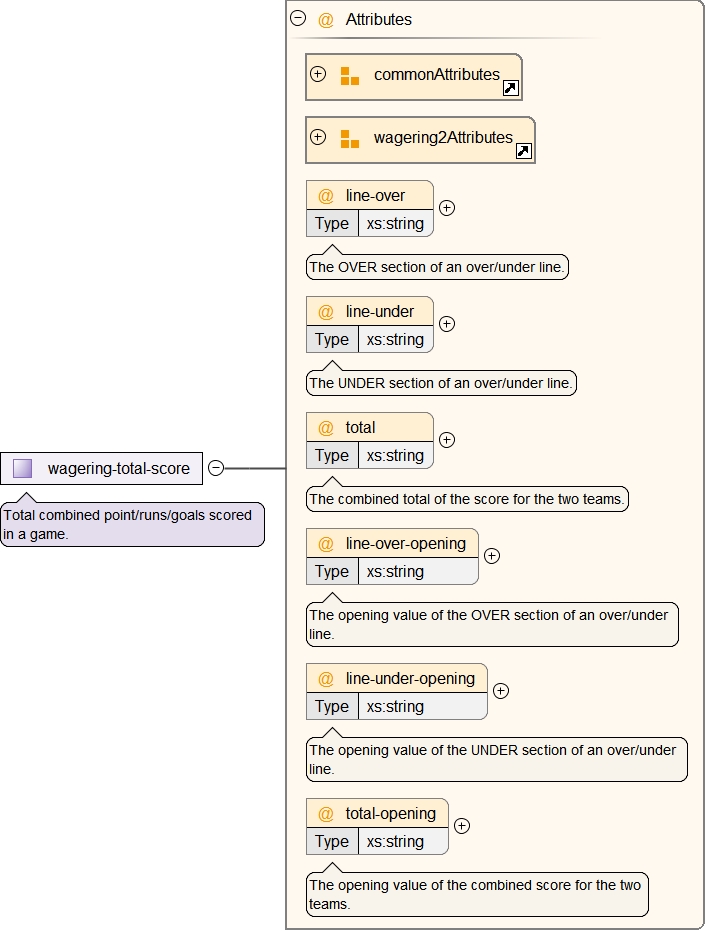 @ Attributes
commonAttributes
wagering2Attributes
@ line-over
Type xs:string
The OVER section of an over/under line.
@ line-under
Type xs:string
The UNDER section of an over/under line.
@ total
Type xs:string
The combined total of the score for the two teams.
wagering-total-score
Total combined point/runs/goals scored
in a game.
@ line-over-opening
Type xs:string
The opening value of the OVER section of an over/under
line.
@ line-under-opening
Type xs:string
The opening value of the UNDER section of an over/under
line.
@ total-opening
Type xs:string
The opening value of the combined score for the two
teams.